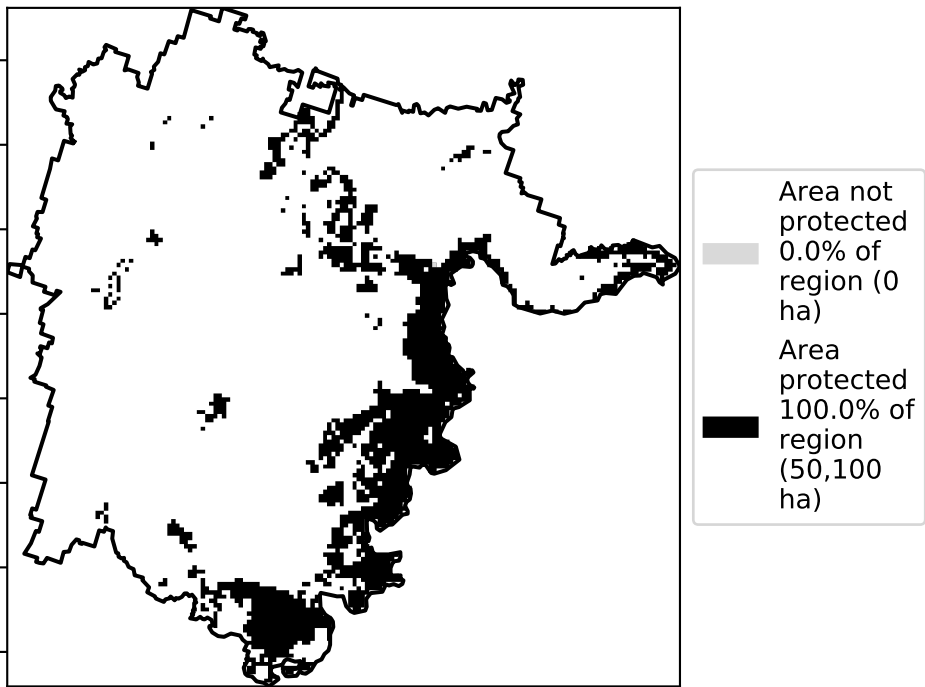 Area not
protected
0.0% of
region (0
ha)
Area
protected
100.0% of
region
(50,100
ha)